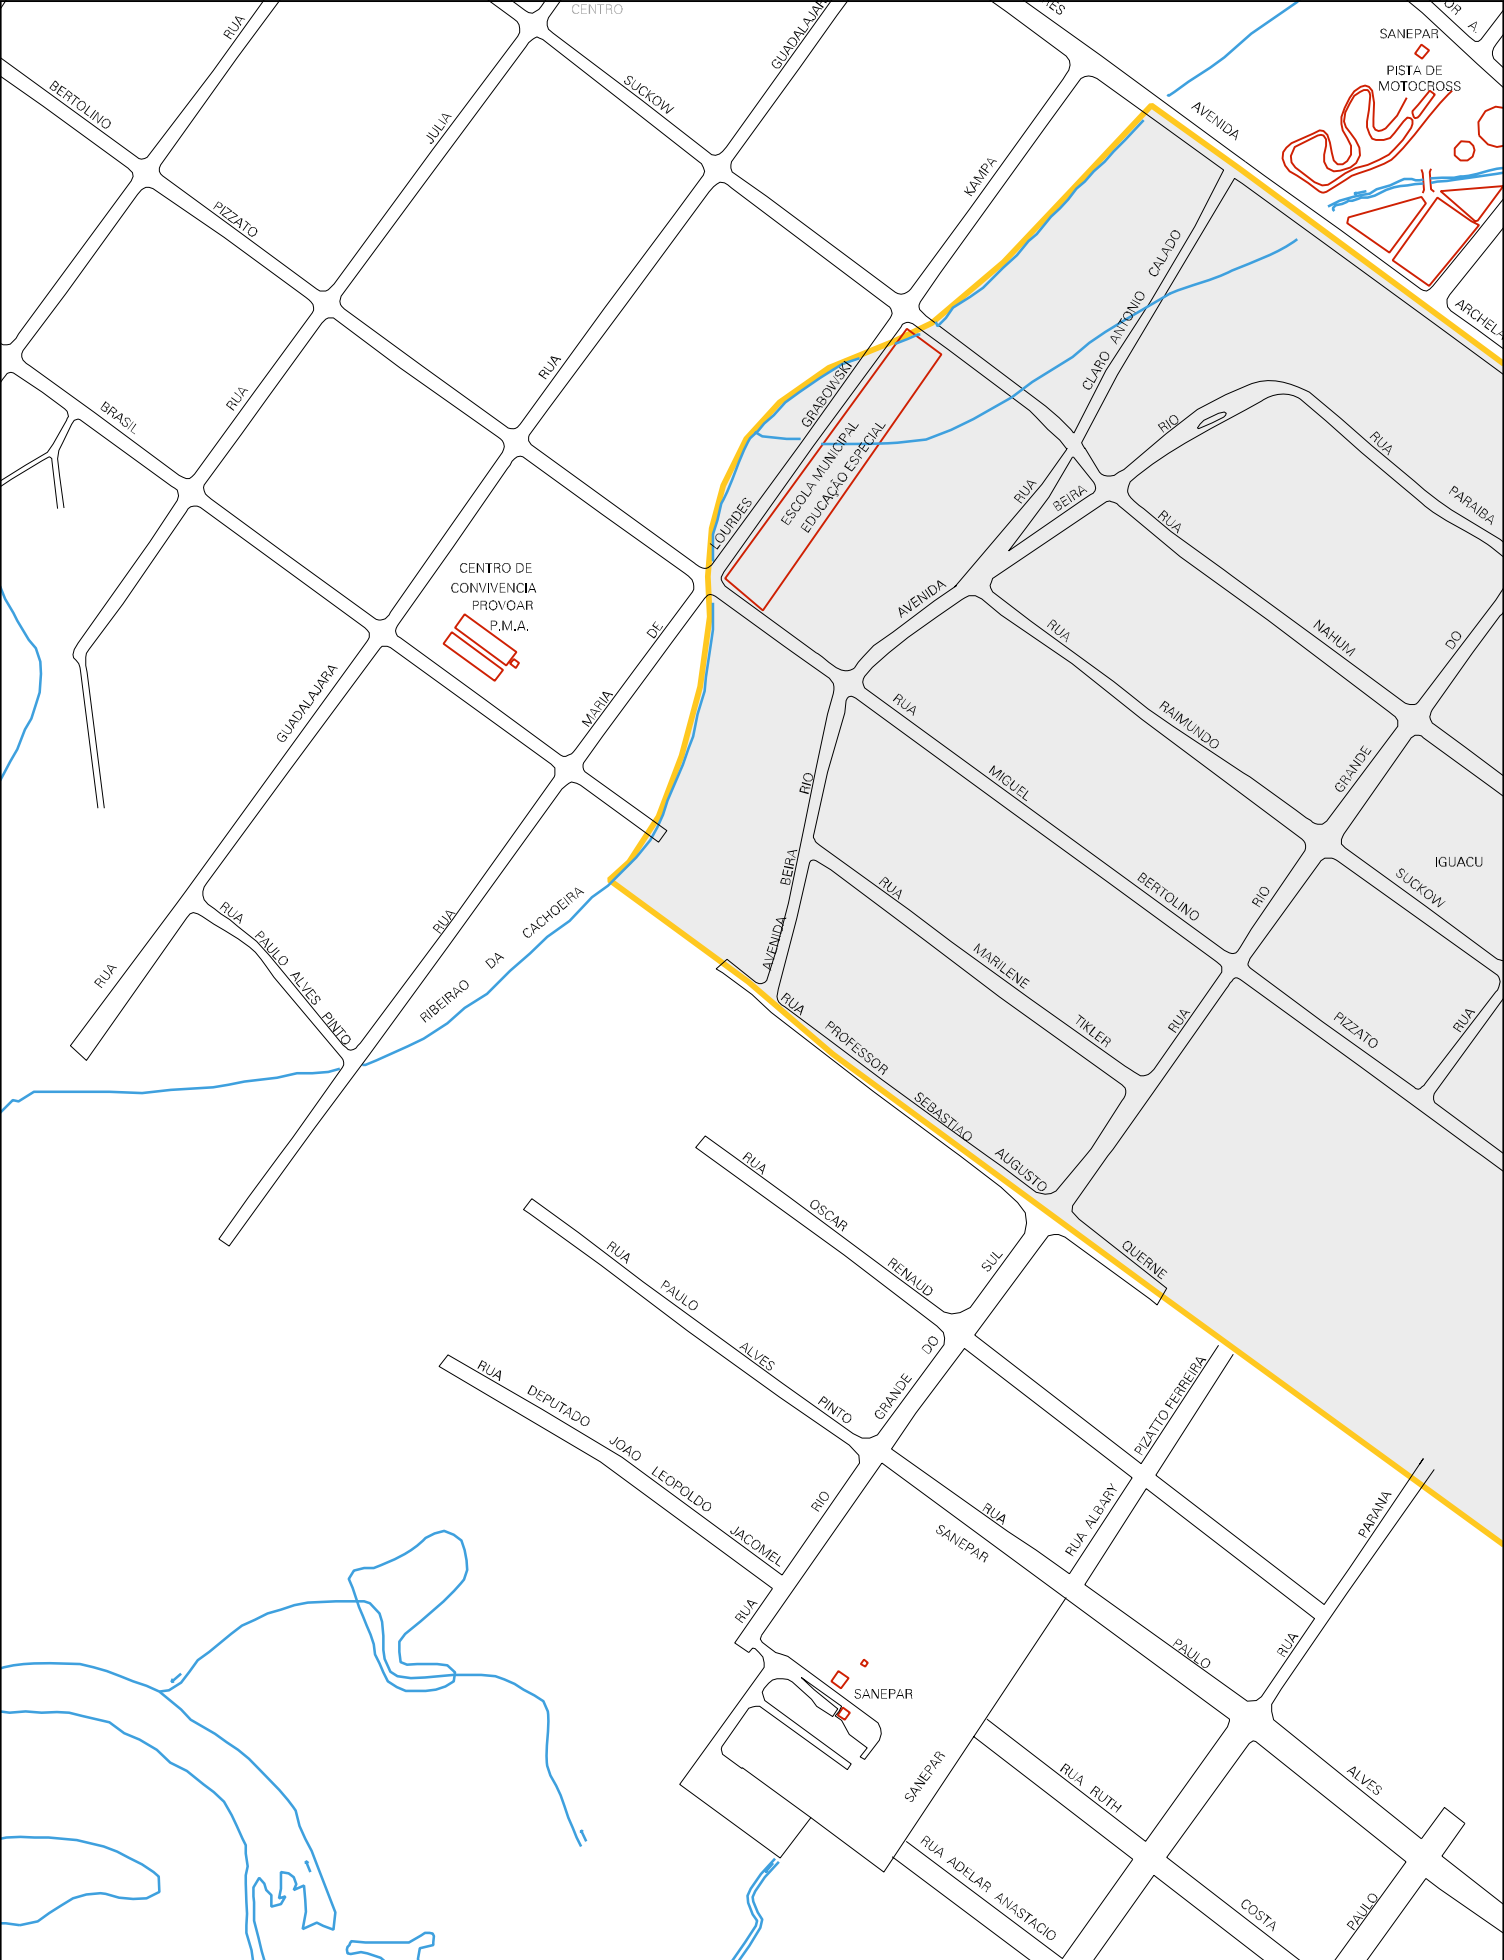 CENTRO
RUA
GUADALAJAR
SANEPAR
PISTA DE
MOTOCROSS
BERTOLINO
SUCKOW
JULIA
AVENIDA
KAMPA
PIZZATO
CLARO ANTONIO CALADO
ARCHELA
RUA
RUA
BRASIL
LOURDES GRABOWSKI
RIO
RUA
PARAIBA
ESCOLA MUNICIPAL
EDUCAÇÃO ESPECIAL
RUA
BEIRA
RUA
NAHUM
CENTRO DE
CONVIVENCIA
PROVOAR
P.M.A.
AVENIDA
RUA
RAIMUNDO
DO
DE
MARIA
GUADALAJARA
RUA
MIGUEL
BERTOLINO
GRANDE
RIO
BEIRA
AVENIDA
IGUACU
SUCKOW
RUA
MARILENE
TIKLER
RIO
RUA
PAULO ALVES PINTO
RUA
RUA
RIBEIRAO DA CACHOEIRA
RUA
PIZZATO
RUA
RUA
PROFESSOR
SEBASTIAO
AUGUSTO
QUERNE
RUA
OSCAR
RENAUD
SUL
RUA
PAULO
ALVES
PINTO
DO
GRANDE
RUA
DEPUTADO
JOAO
LEOPOLDO
JACOMEL
RIO
RUA
PIZATTO FERREIRA
RUA ALBARY
RUA
PARANA
SANEPAR
PAULO
RUA
SANEPAR
SANEPAR
RUA RUTH
ALVES
RUA ADELAR ANASTACIO
COSTA
PAULO